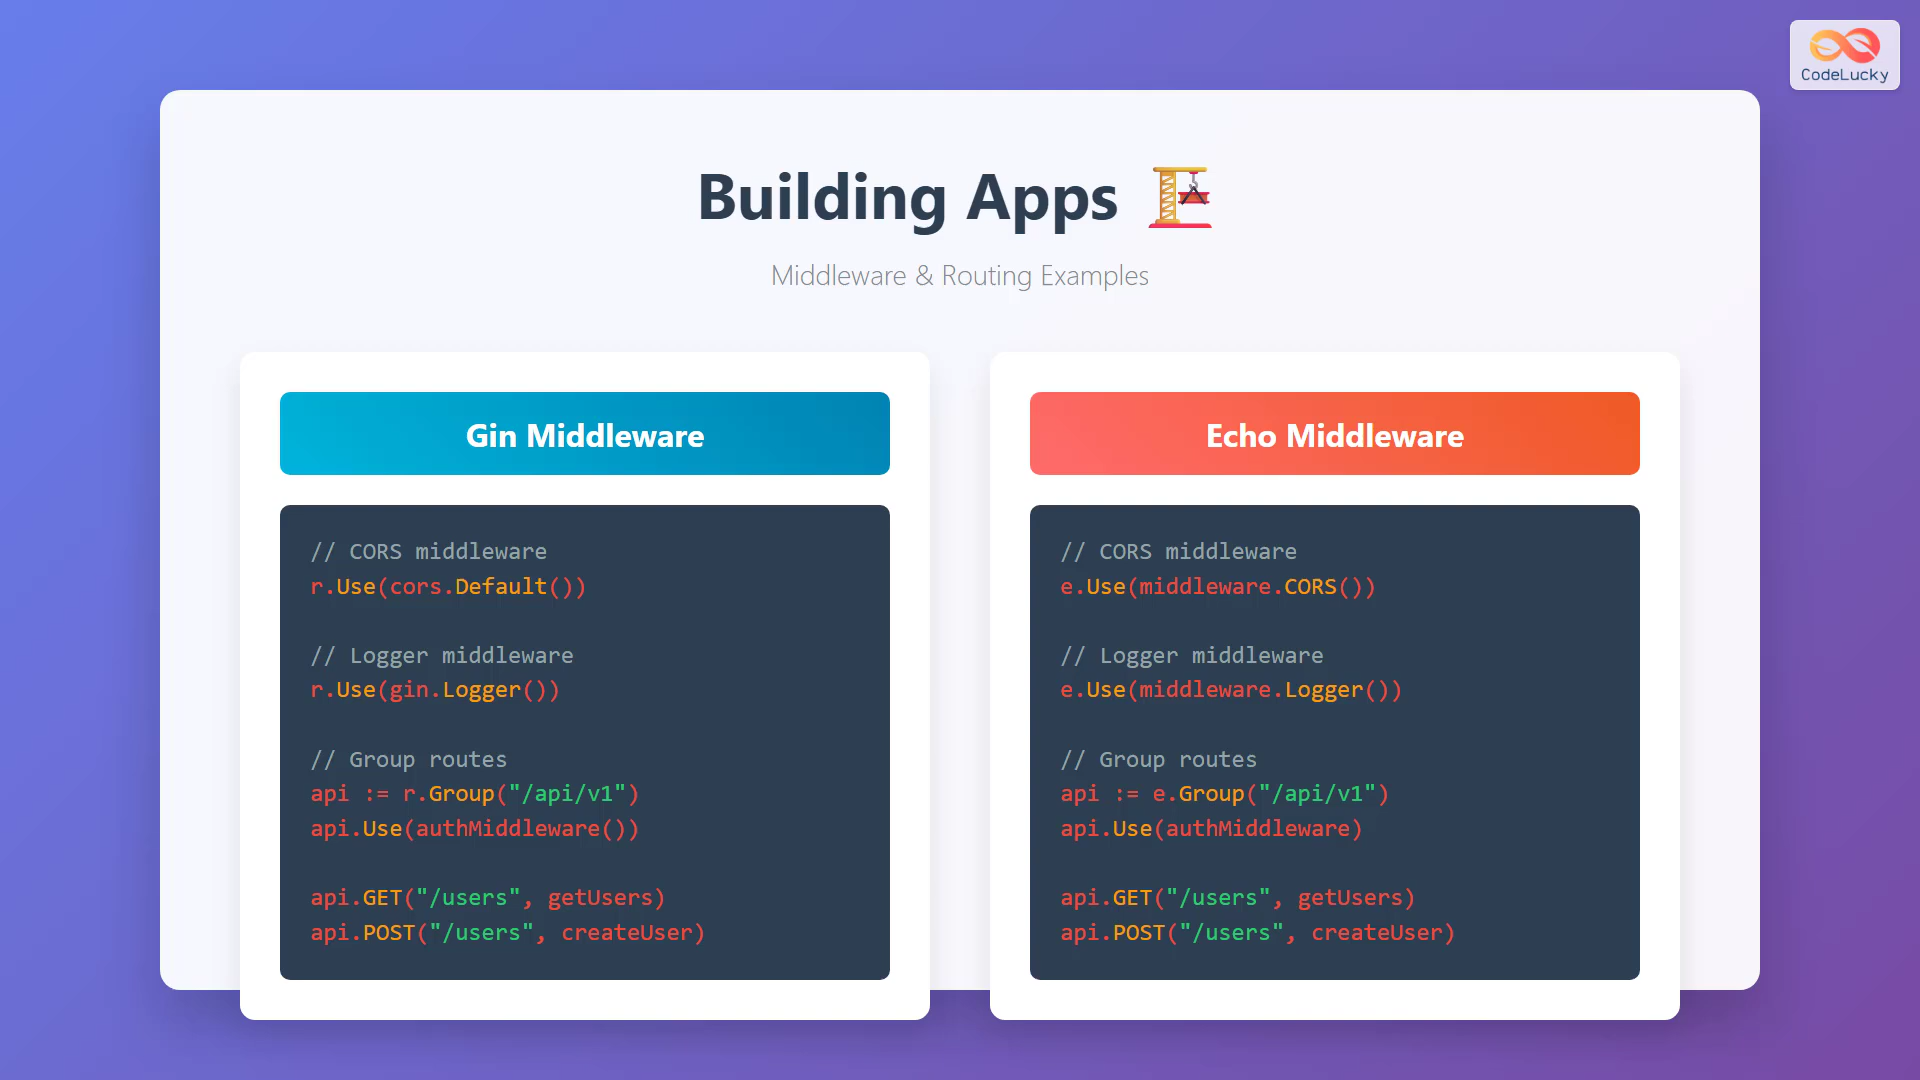 CodeLucky
Building Apps
Middleware & Routing Examples
Gin Middleware
// CORS middleware
r.Use(cors.Default())
// Logger middleware
r.Use(gin.Logger())
// Group routes
api := r.Group("/api/v1")
api.Use(authMiddleware())
api.GET("/users", getUsers)
api.POST("/users", createUser)
Echo Middleware
// CORS middleware
e.Use(middleware.CORS())
// Logger middleware
e.Use(middleware.Logger())
// Group routes
api := e.Group("/api/v1")
api.Use(authMiddleware)
api.GET("/users", getUsers)
api.POST("/users", createUser)